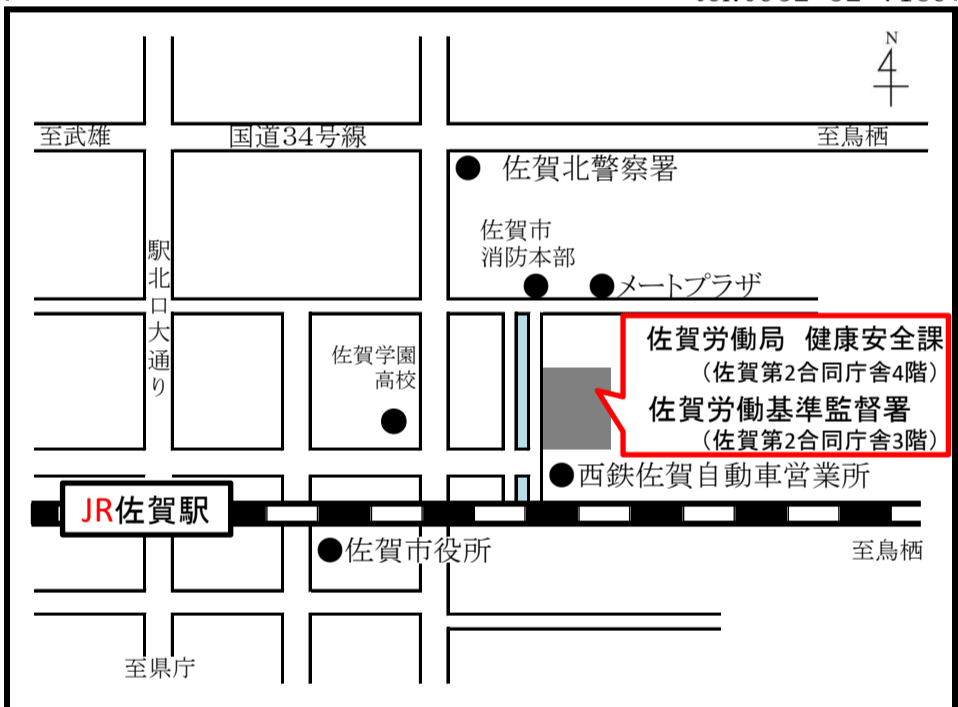 N
至武雄
国道34号線
至鳥栖
佐賀北警察署
佐賀市
消防本部
メートプラザ
駅北口大通り
佐賀学園
高校
佐賀労働局 健康安全課
（佐賀第2合同庁舎4階）
佐賀労働基準監督署
（佐賀第2合同庁舎3階）
西鉄佐賀自動車営業所
JR佐賀駅
佐賀市役所
至鳥栖
至県庁